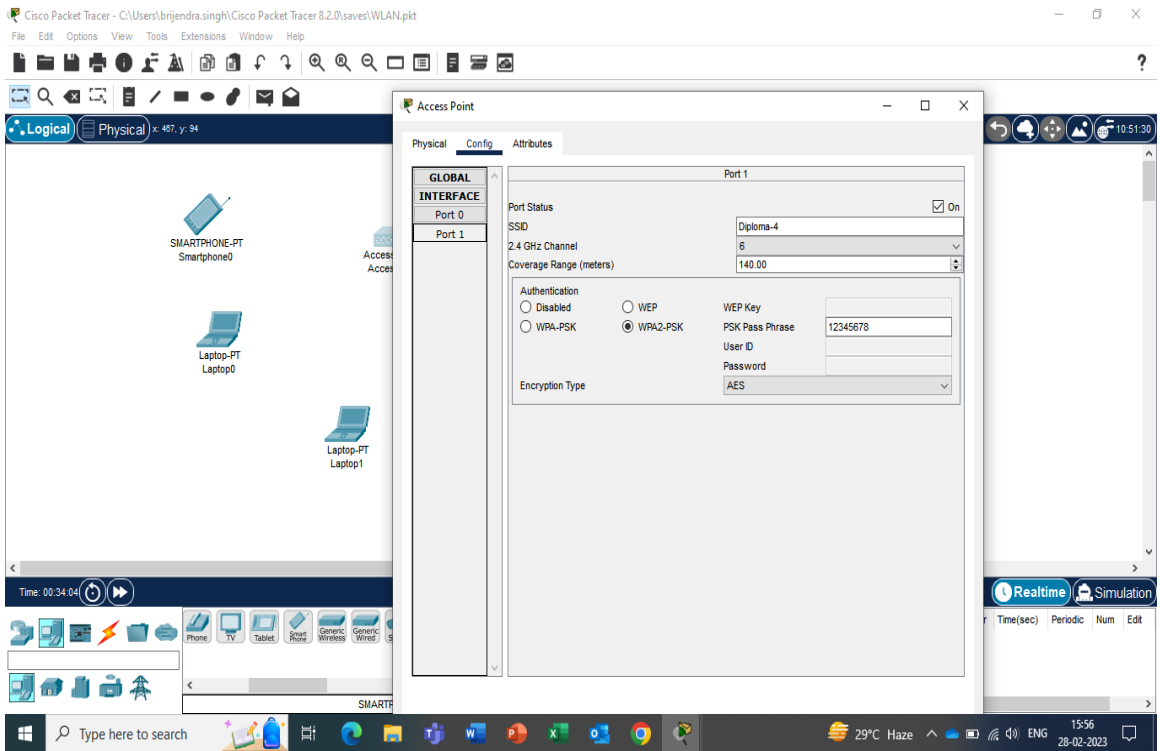 Cisco Packet Tracer - C:\Users\brijendra.singh\Cisco Packet Tracer 8.2.0\saves\WLAN.pkt
File Edit Options View Tools Extensions Window Help
?
Logical Physical x: 467, y: 94
10:51:30
SMARTPHONE-PT
Smartphone0
Access
Acces
Laptop-PT
Laptop0
Laptop-PT
Laptop1
Access Point
Physical Config Attributes
GLOBAL
INTERFACE
Port 0
Port 1
Port 1
Port Status On
SSID Diploma-4
2.4 GHz Channel 6
Coverage Range (meters) 140.00
Authentication
Disabled WEP WEP Key
WPA-PSK WPA2-PSK PSK Pass Phrase 12345678
User ID
Password
Encryption Type AES
Time: 00:34:04
Realtime Simulation
Phone TV Tablet Smart Phone Generic Wireless Generic Wired S
r Time(sec) Periodic Num Edit
SMARTP
Type here to search
29°C Haze ENG
15:56
28-02-2023